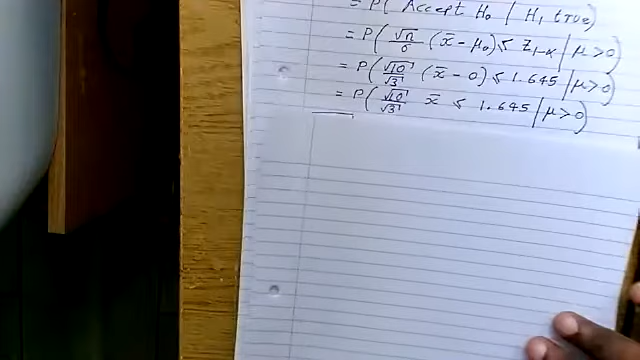 = P( Accept H₀ | H₁ true)
= P( √n/σ (x̄ - μ₀) ≤ Z₁₋α | μ > 0)
= P( √10/√3 (x̄ - 0) ≤ 1.645 | μ > 0)
= P( √10/√3 x̄ ≤ 1.645 | μ > 0)